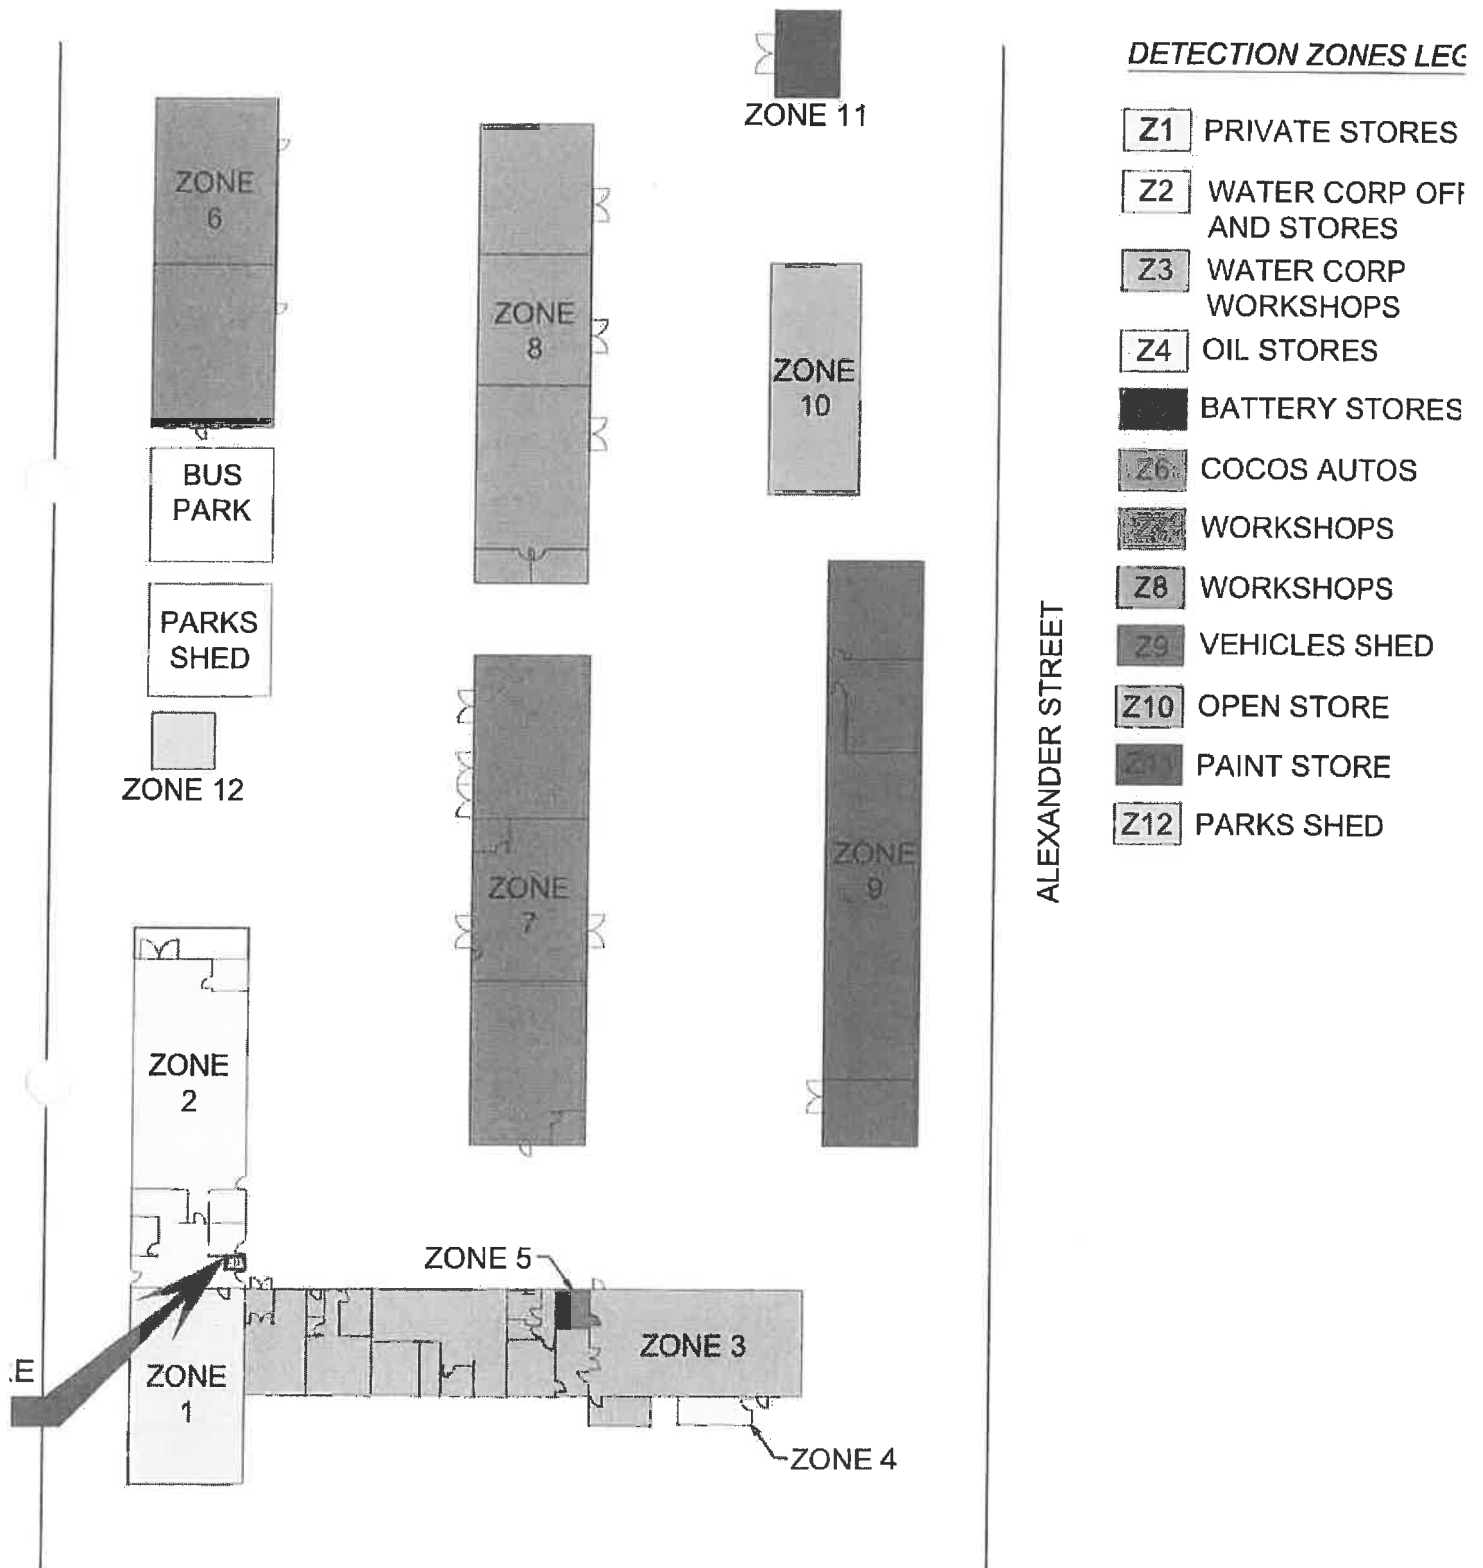 DETECTION ZONES LEG
Z1 PRIVATE STORES
Z2 WATER CORP OFF
AND STORES
Z3 WATER CORP
WORKSHOPS
Z4 OIL STORES
BATTERY STORES
Z6 COCOS AUTOS
Z7 WORKSHOPS
Z8 WORKSHOPS
Z9 VEHICLES SHED
Z10 OPEN STORE
Z11 PAINT STORE
Z12 PARKS SHED
ZONE 11
ZONE
6
ZONE
8
ZONE
10
BUS
PARK
PARKS
SHED
ZONE 12
ZONE
7
ZONE
9
ALEXANDER STREET
ZONE
2
ZONE 5
ZONE 3
ZONE
1
ZONE 4
RE